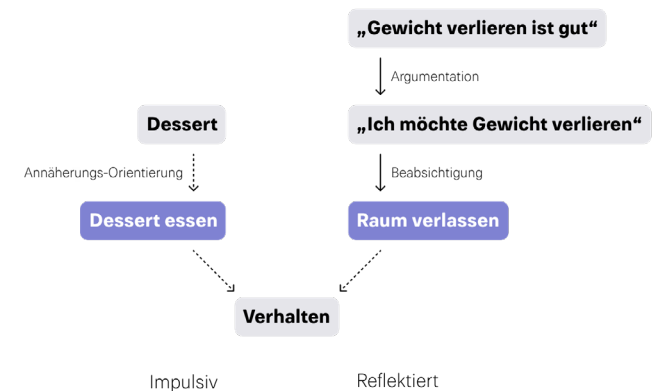 „Gewicht verlieren ist gut“
Argumentation
Dessert
„Ich möchte Gewicht verlieren“
Annäherungs-Orientierung
Beabsichtigung
Dessert essen
Raum verlassen
Verhalten
Impulsiv
Reflektiert